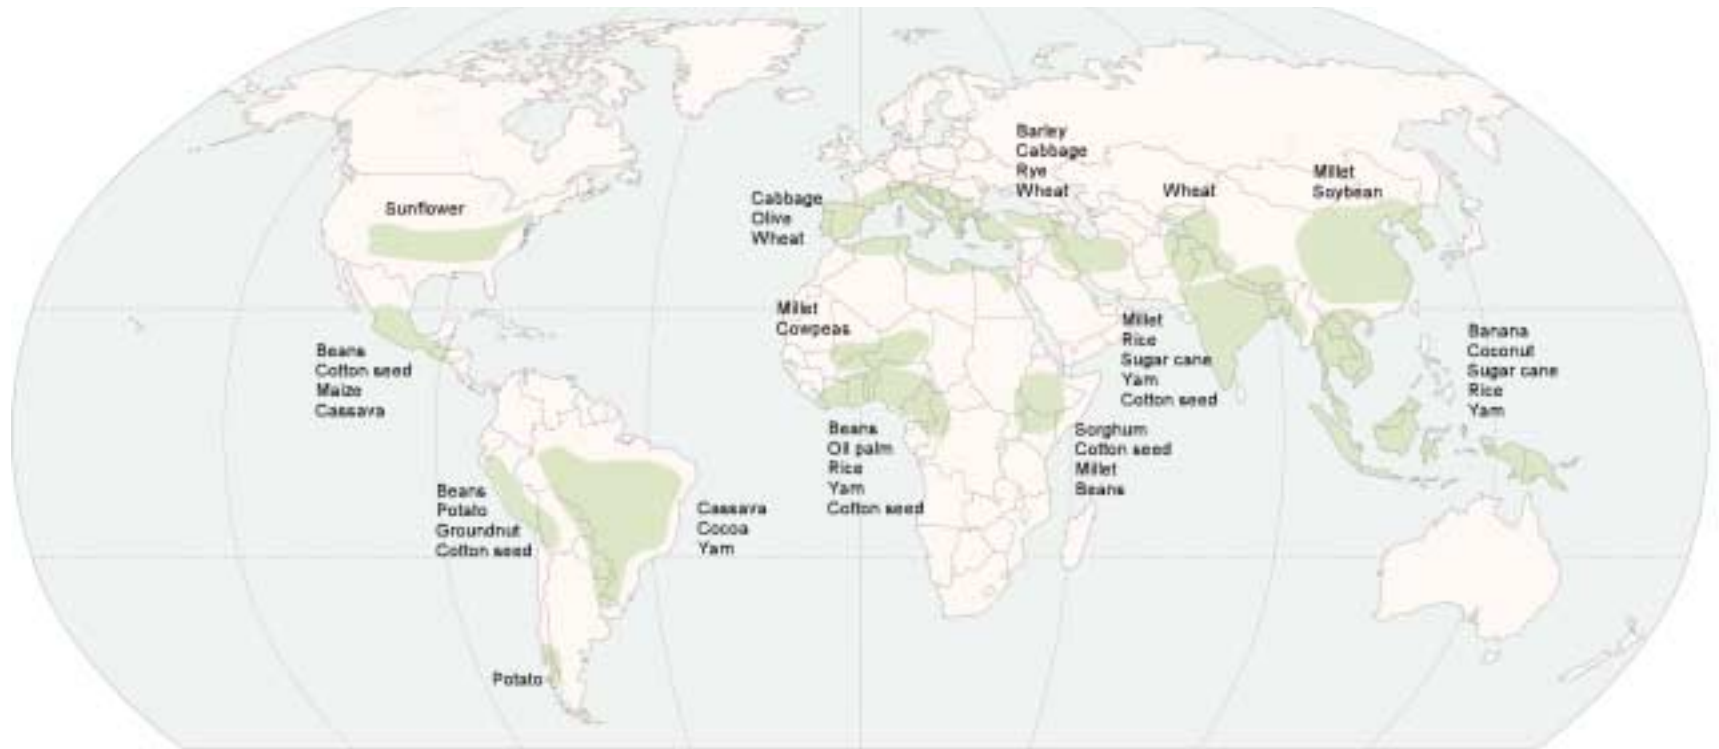 Sunflower
Beans
Cotton seed
Maize
Cassava
Beans
Potato
Groundnut
Cotton seed
Cassava
Cocoa
Yam
Potato
Cabbage
Olive
Wheat
Barley
Cabbage
Rye
Wheat
Wheat
Millet
Soybean
Millet
Cowpeas
Beans
Oil palm
Rice
Yam
Cotton seed
Sorghum
Cotton seed
Millet
Beans
Millet
Rice
Sugar cane
Yam
Cotton seed
Banana
Coconut
Sugar cane
Rice
Yam